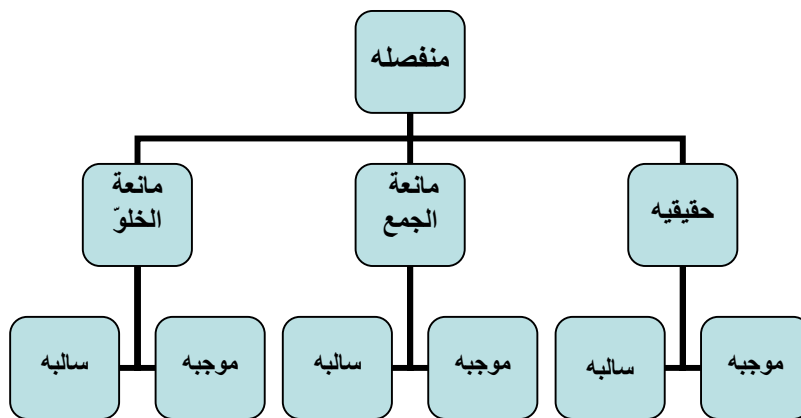 منفصله
حقيقيه
مانعة
الجمع
مانعة
الخلوّ
موجبه
سالبه
موجبه
سالبه
موجبه
سالبه